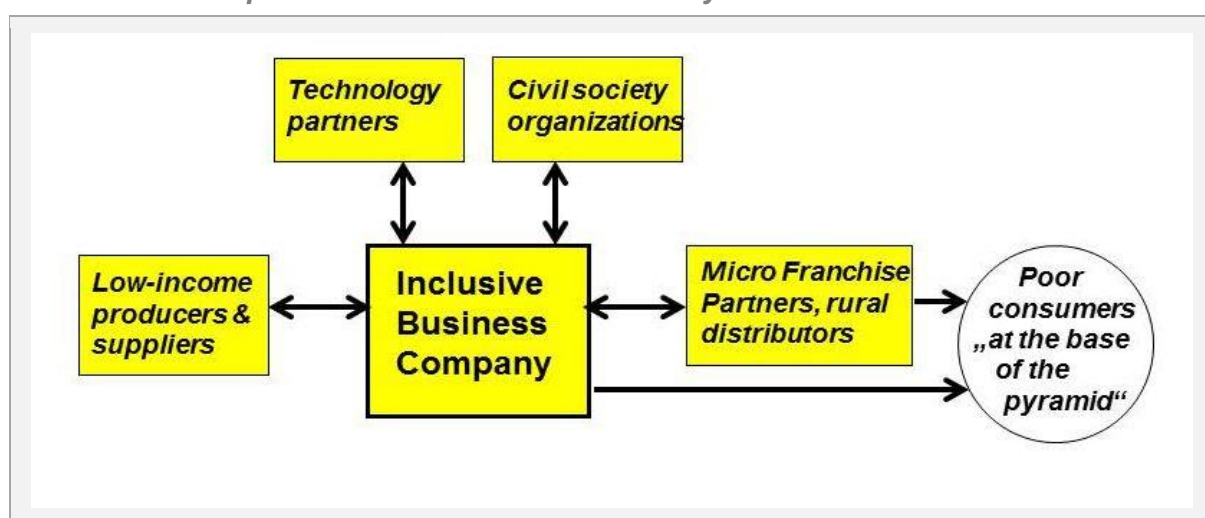 Technology
partners
Civil society
organizations
Low-income
producers &
suppliers
Inclusive
Business
Company
Micro Franchise
Partners, rural
distributors
Poor
consumers
„at the base
of the
pyramid“